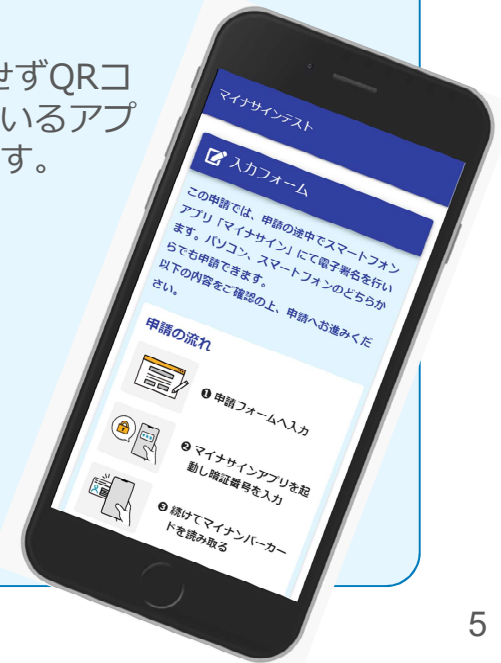 せずQRコ
いるアプ
す。
マイナサインテスト
入力フォーム
この申請では、申請の途中でスマートフォン
アプリ「マイナサイン」にて電子署名を行い
ます。パソコン、スマートフォンのどちらか
らでも申請できます。
以下の内容をご確認の上、申請へお進みくだ
さい。
申請の流れ
❶ 申請フォームへ入力
❷ マイナサインアプリを起
動し暗証番号を入力
❸ 続けてマイナンバーカー
ドを読み取る
5